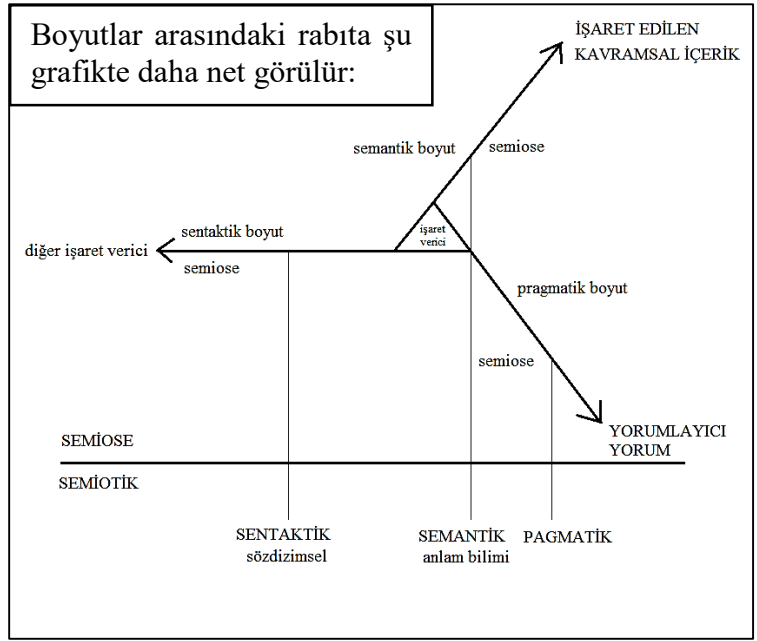 Boyutlar arasındaki rabıta şu
grafikte daha net görülür:
İŞARET EDİLEN
KAVRAMSAL İÇERİK
semantik boyut
semiose
işaret
verici
sentaktik boyut
diğer işaret verici
semiose
pragmatik boyut
semiose
YORUMLAYICI
YORUM
SEMİOSE
SEMİOTİK
SENTAKTİK
sözdizimsel
SEMANTİK
anlam bilimi
PAGMATİK